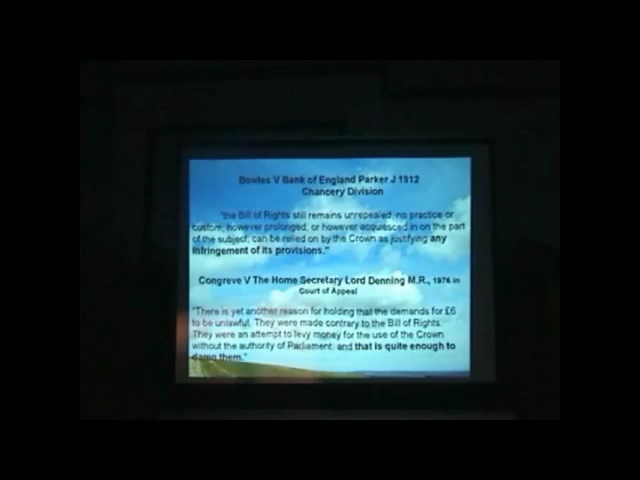 Bowles V Bank of England Parker J 1912
Chancery Division
"the Bill of Rights still remains unrepealed, no practice or
custom, however prolonged, or however acquiesced in on the part
of the subject, can be relied on by the Crown as justifying any
infringement of its provisions."
Congreve V The Home Secretary Lord Denning M.R., 1976 in
Court of Appeal
"There is yet another reason for holding that the demands for £6
to be unlawful. They were made contrary to the Bill of Rights.
They were an attempt to levy money for the use of the Crown
without the authority of Parliament: and that is quite enough to
damn them."